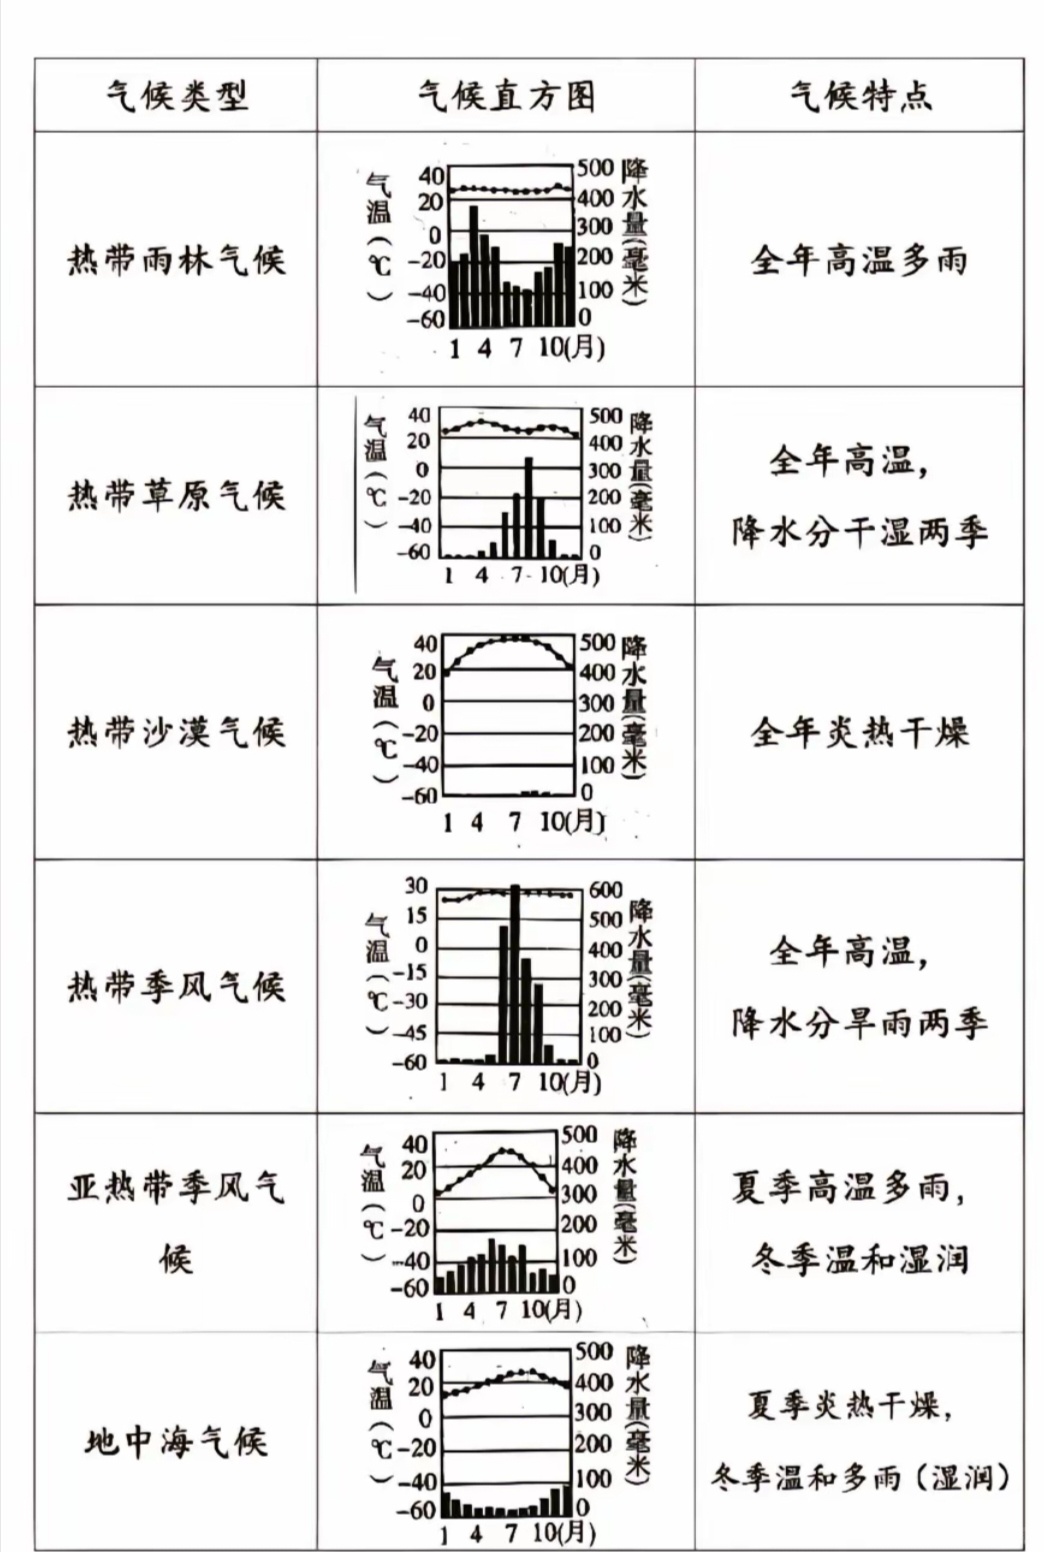 气候类型 气候直方图 气候特点
热带雨林气候
气温(℃)
40
20
0
-20
-40
-60
500
400
300
200
100
0
降水量(毫米)
1 4 7 10(月)
全年高温多雨
热带草原气候
气温(℃)
40
20
0
-20
-40
-60
500
400
300
200
100
0
降水量(毫米)
1 4 7 10(月)
全年高温，
降水分干湿两季
热带沙漠气候
气温(℃)
40
20
0
-20
-40
-60
500
400
300
200
100
0
降水量(毫米)
1 4 7 10(月)
全年炎热干燥
热带季风气候
气温(℃)
30
15
0
-15
-30
-45
-60
600
500
400
300
200
100
0
降水量(毫米)
1 4 7 10(月)
全年高温，
降水分旱雨两季
亚热带季风气
候
气温(℃)
40
20
0
-20
-40
-60
500
400
300
200
100
0
降水量(毫米)
1 4 7 10(月)
夏季高温多雨，
冬季温和湿润
地中海气候
气温(℃)
40
20
0
-20
-40
-60
500
400
300
200
100
0
降水量(毫米)
1 4 7 10(月)
夏季炎热干燥，
冬季温和多雨（湿润）